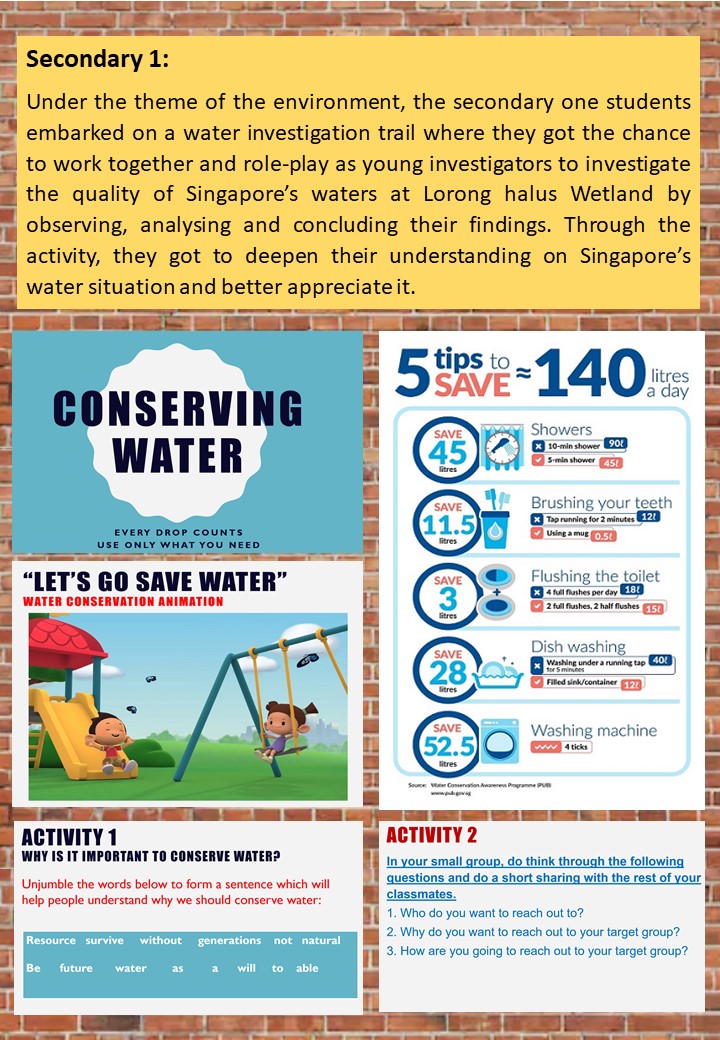 Secondary 1:
Under the theme of the environment, the secondary one students
embarked on a water investigation trail where they got the chance
to work together and role-play as young investigators to investigate
the quality of Singapore's waters at Lorong halus Wetland by
observing, analysing and concluding their findings. Through the
activity, they got to deepen their understanding on Singapore's
water situation and better appreciate it.
CONSERVING
WATER
EVERY DROP COUNTS
USE ONLY WHAT YOU NEED
"LET'S GO SAVE WATER"
WATER CONSERVATION ANIMATION
5 tips to SAVE ≈140 litres a day
SAVE
45
litres
Showers
10-min shower 90ℓ
5-min shower 45ℓ
SAVE
11.5
litres
Brushing your teeth
Tap running for 2 minutes 12ℓ
Using a mug 0.5ℓ
SAVE
3
litres
Flushing the toilet
4 full flushes per day 18ℓ
2 full flushes, 2 half flushes 15ℓ
SAVE
28
litres
Dish washing
Washing under a running tap 40ℓ
for 5 minutes
Filled sink/container 12ℓ
SAVE
52.5
litres
Washing machine
4 ticks
Source: Water Conservation Awareness Programme (PUB)
www.pub.gov.sg
ACTIVITY 1
WHY IS IT IMPORTANT TO CONSERVE WATER?
Unjumble the words below to form a sentence which will
help people understand why we should conserve water:
Resource survive without generations not natural
Be future water as a will to able
ACTIVITY 2
In your small group, do think through the following
questions and do a short sharing with the rest of your
classmates.
1. Who do you want to reach out to?
2. Why do you want to reach out to your target group?
3. How are you going to reach out to your target group?